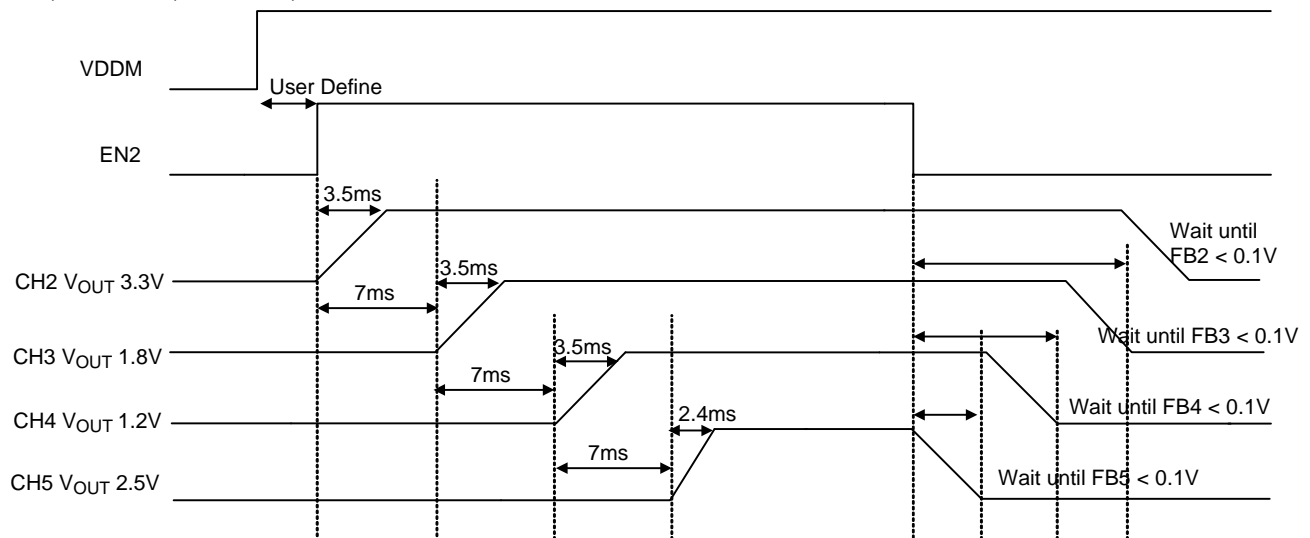 VDDM
User Define
EN2
3.5ms
Wait until
FB2 < 0.1V
CH2 VOUT 3.3V
3.5ms
7ms
Wait until FB3 < 0.1V
CH3 VOUT 1.8V
3.5ms
7ms
Wait until FB4 < 0.1V
CH4 VOUT 1.2V
2.4ms
7ms
Wait until FB5 < 0.1V
CH5 VOUT 2.5V